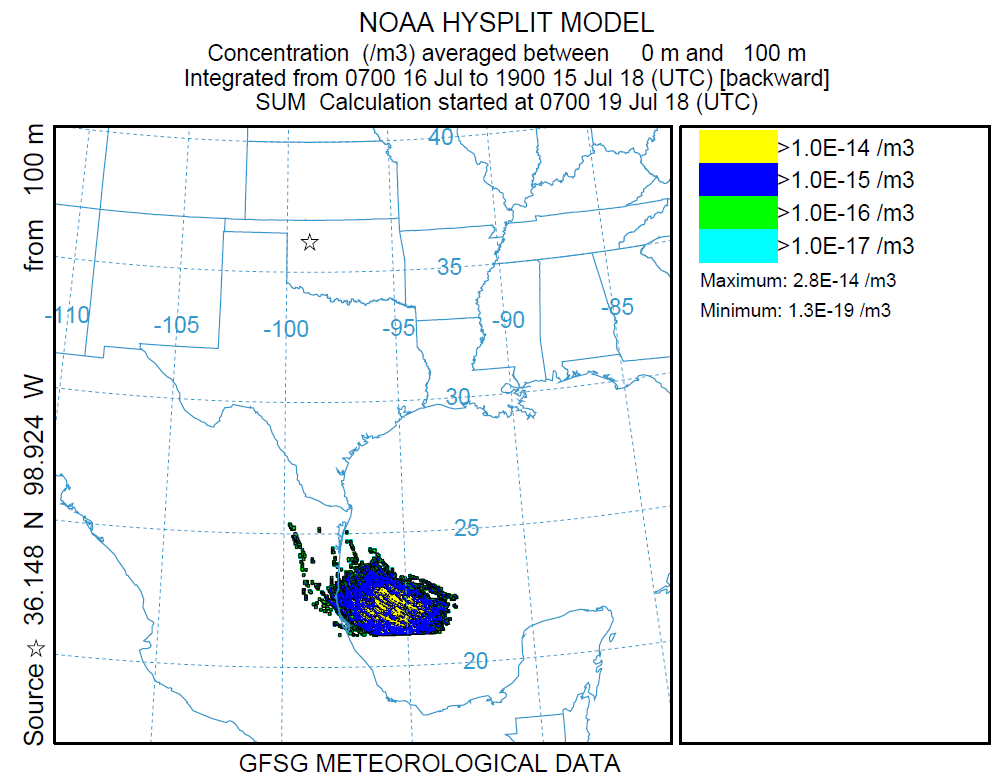 NOAA HYSPLIT MODEL
Concentration (/m3) averaged between 0 m and 100 m
Integrated from 0700 16 Jul to 1900 15 Jul 18 (UTC) [backward]
SUM Calculation started at 0700 19 Jul 18 (UTC)
Source ☆ 36.148 N 98.924 W from 100 m
40
35
-110
-105
-100
-95
-90
-85
30
25
20
>1.0E-14 /m3
>1.0E-15 /m3
>1.0E-16 /m3
>1.0E-17 /m3
Maximum: 2.8E-14 /m3
Minimum: 1.3E-19 /m3
GFSG METEOROLOGICAL DATA